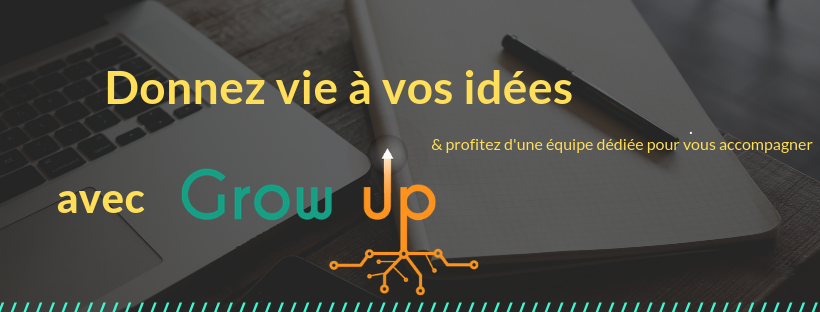 Donnez vie à vos idées
& profitez d'une équipe dédiée pour vous accompagner
avec Grow up